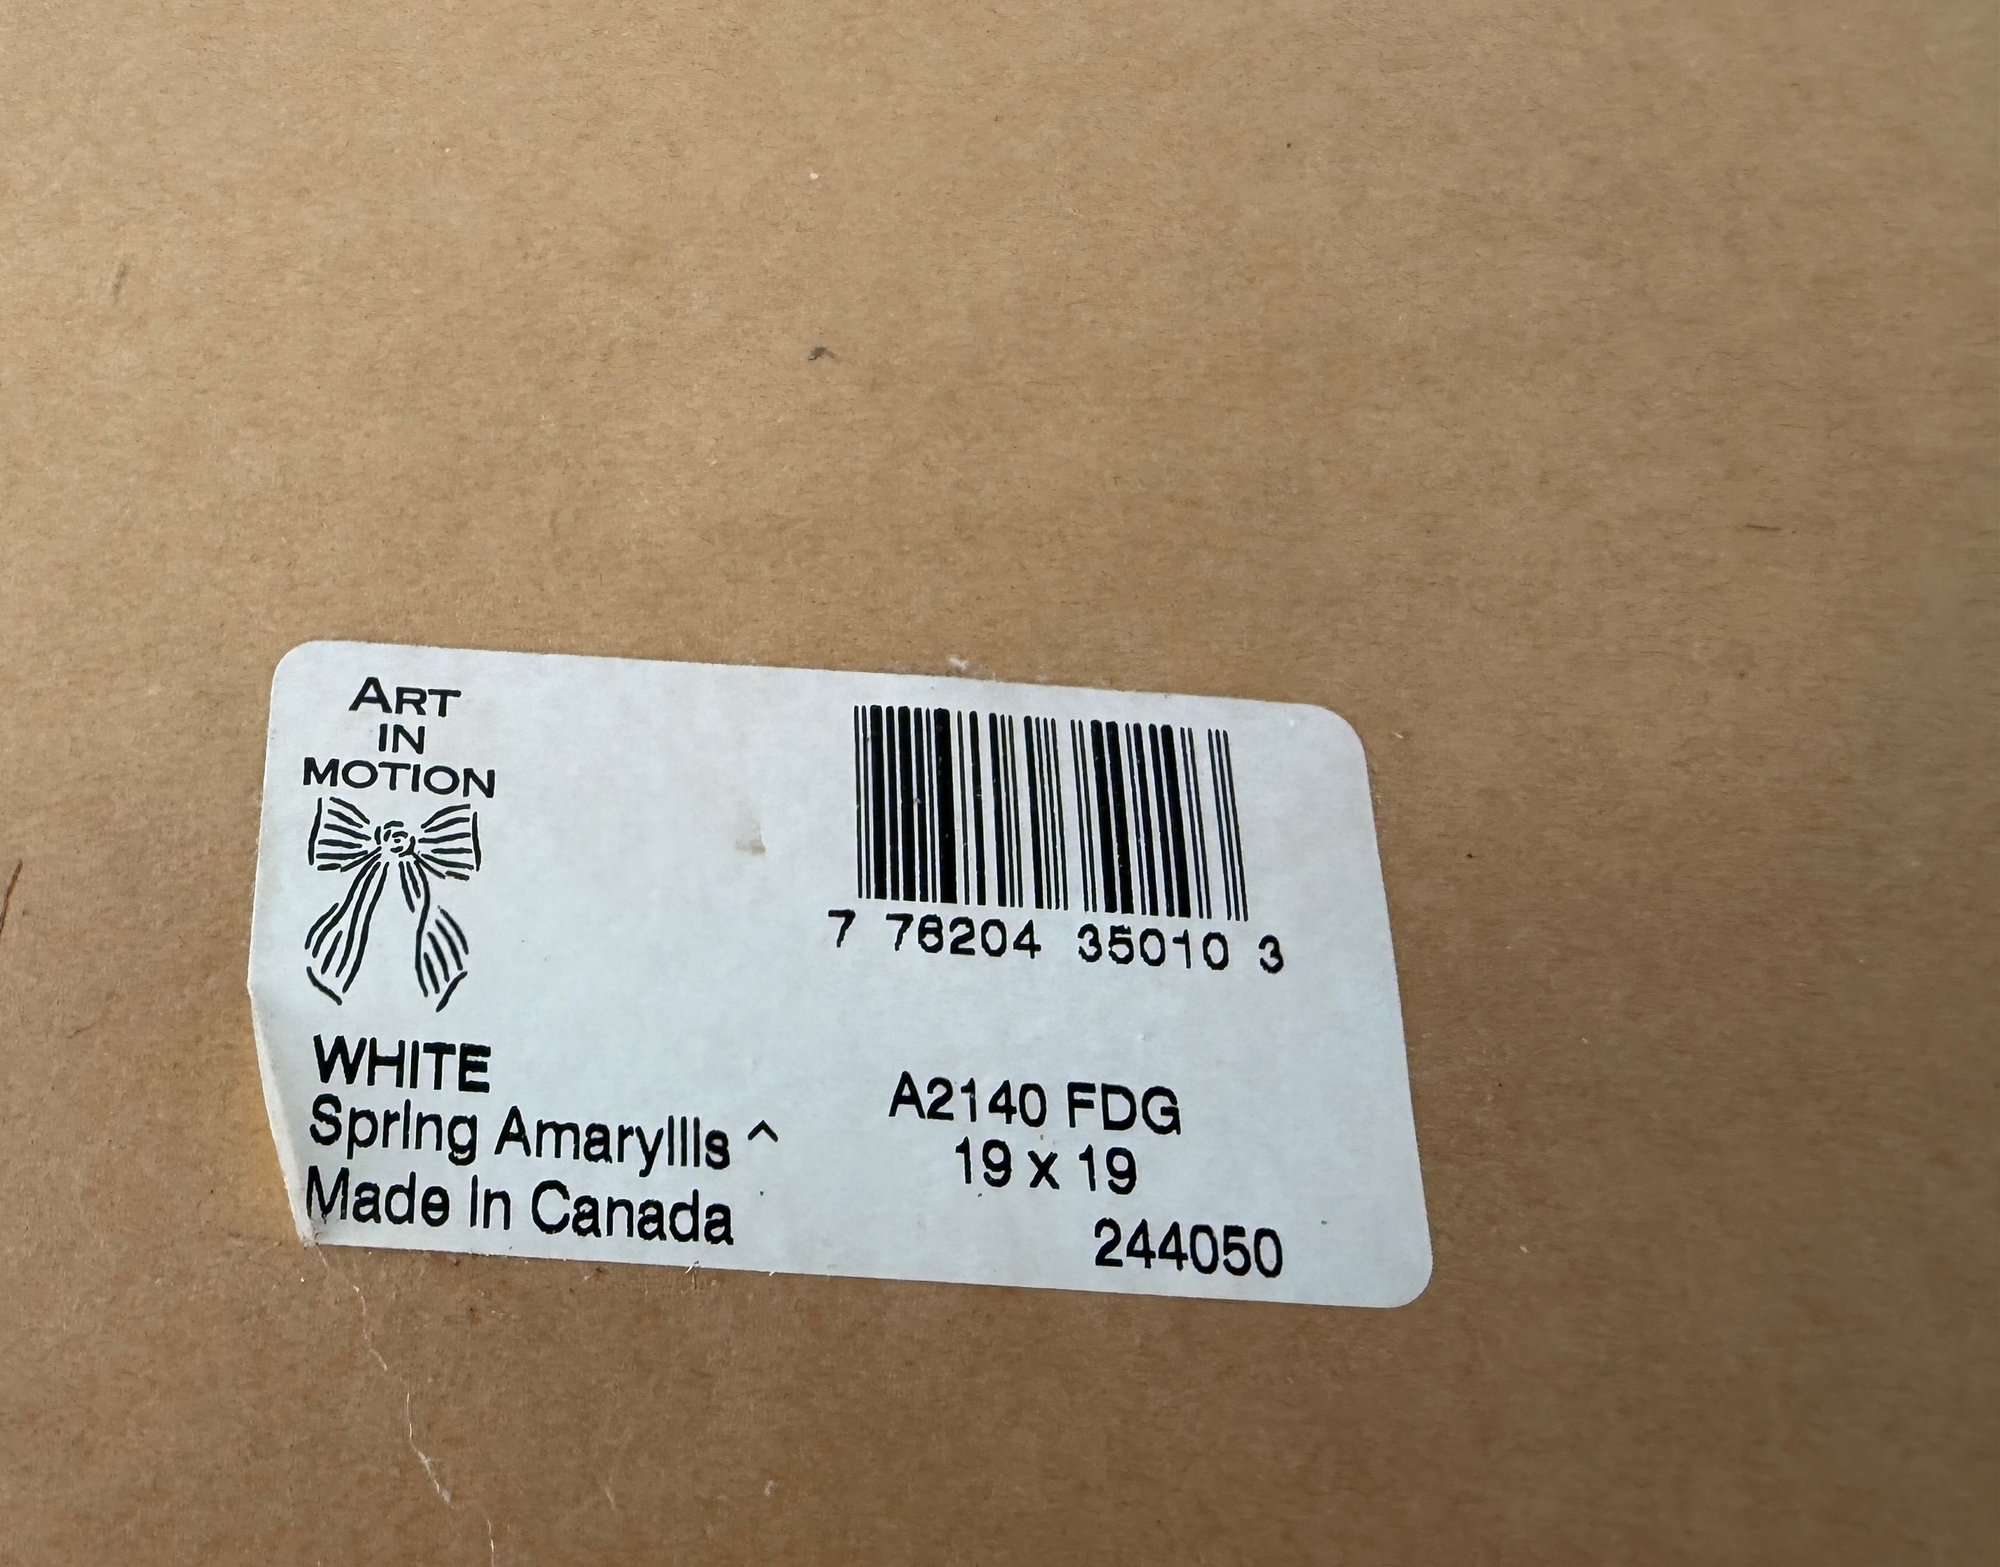 ART
IN
MOTION
7 76204 35010 3
WHITE
Spring Amaryllis ^
Made In Canada
A2140 FDG
19 x 19
244050